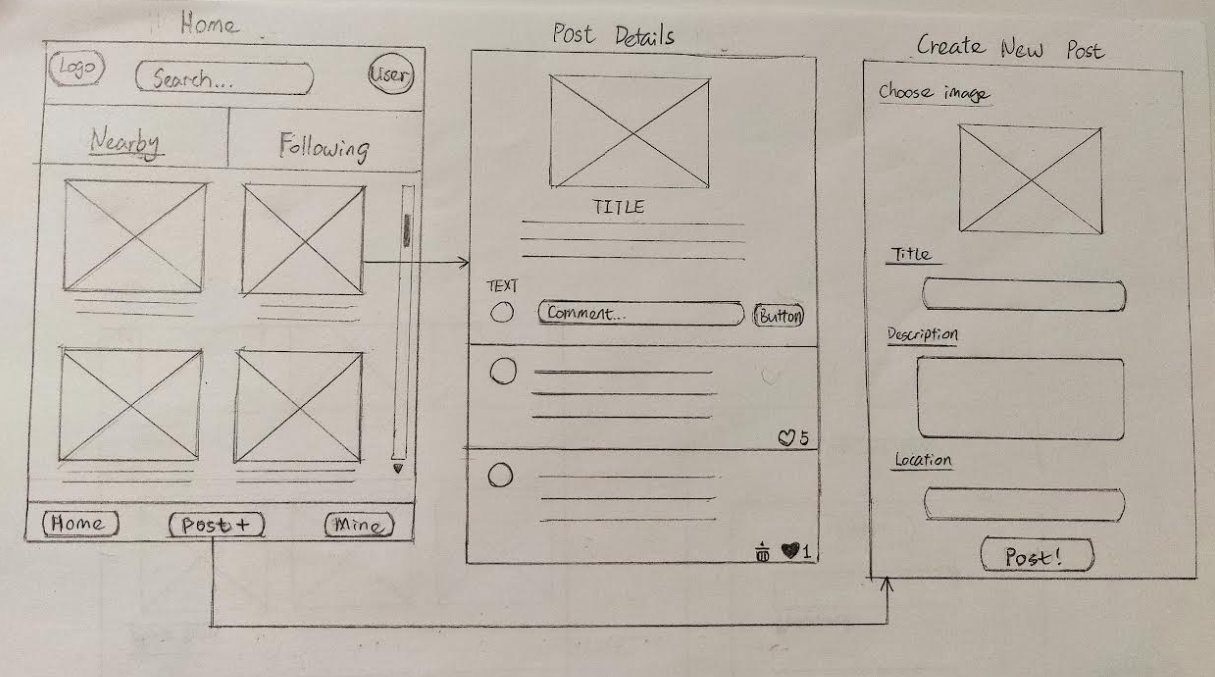 Home
Logo
Search...
User
Nearby
Following
Home
Post+
Mine
Post Details
TITLE
TEXT
Comment...
Button
5
1
Create New Post
Choose image
Title
Description
Location
Post!